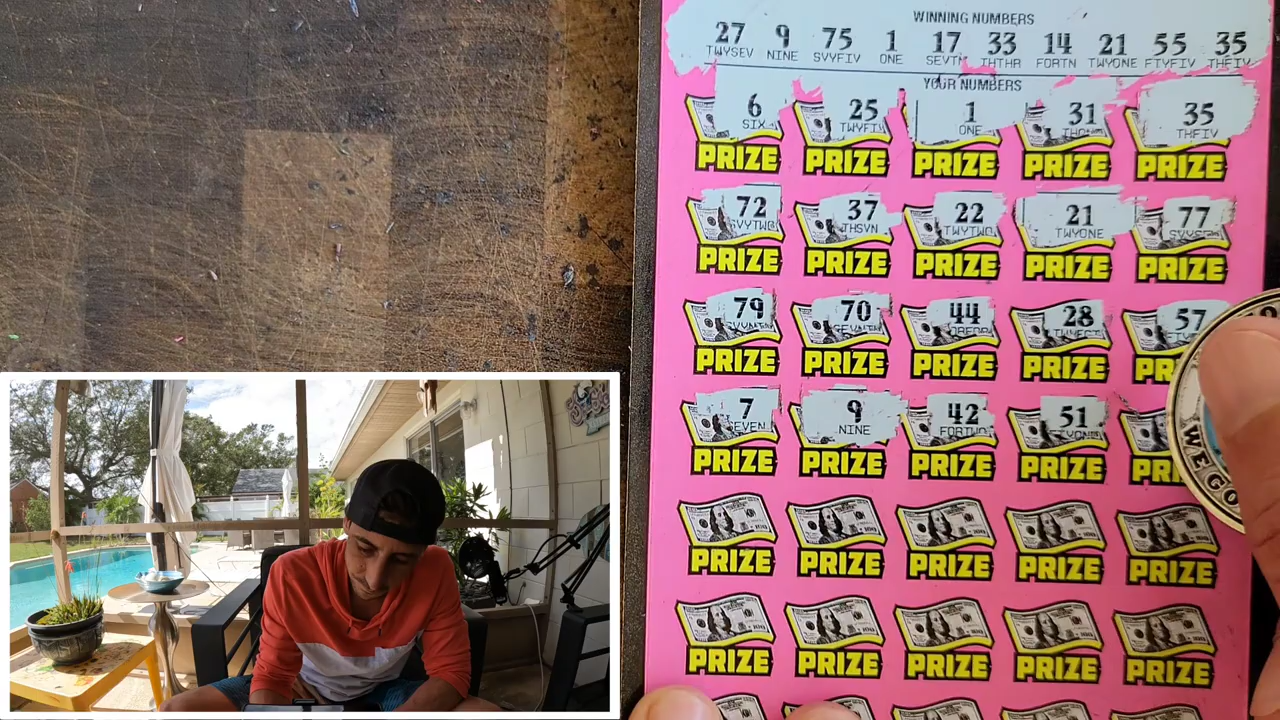 WINNING NUMBERS
27 9 75 1 17 33 14 21 55 35
TWYSEV NINE SVYFIV ONE SEVTN THTHR FORTN TWYONE FTYFIV THFIV
YOUR NUMBERS
6 25 1 31 35
SIX TWYFIV ONE THFIV
PRIZE PRIZE PRIZE PRIZE PRIZE
72 37 22 21 77
SVYTWO THSVN TWYTWO TWYONE
PRIZE PRIZE PRIZE PRIZE PRIZE
79 70 44 28 57
PRIZE PRIZE PRIZE PRIZE
7 9 42 51
SEVEN NINE FORTWO
PRIZE PRIZE PRIZE PRIZE
WE GO
PRIZE PRIZE PRIZE PRIZE PRIZE
PRIZE PRIZE PRIZE PRIZE PRIZE